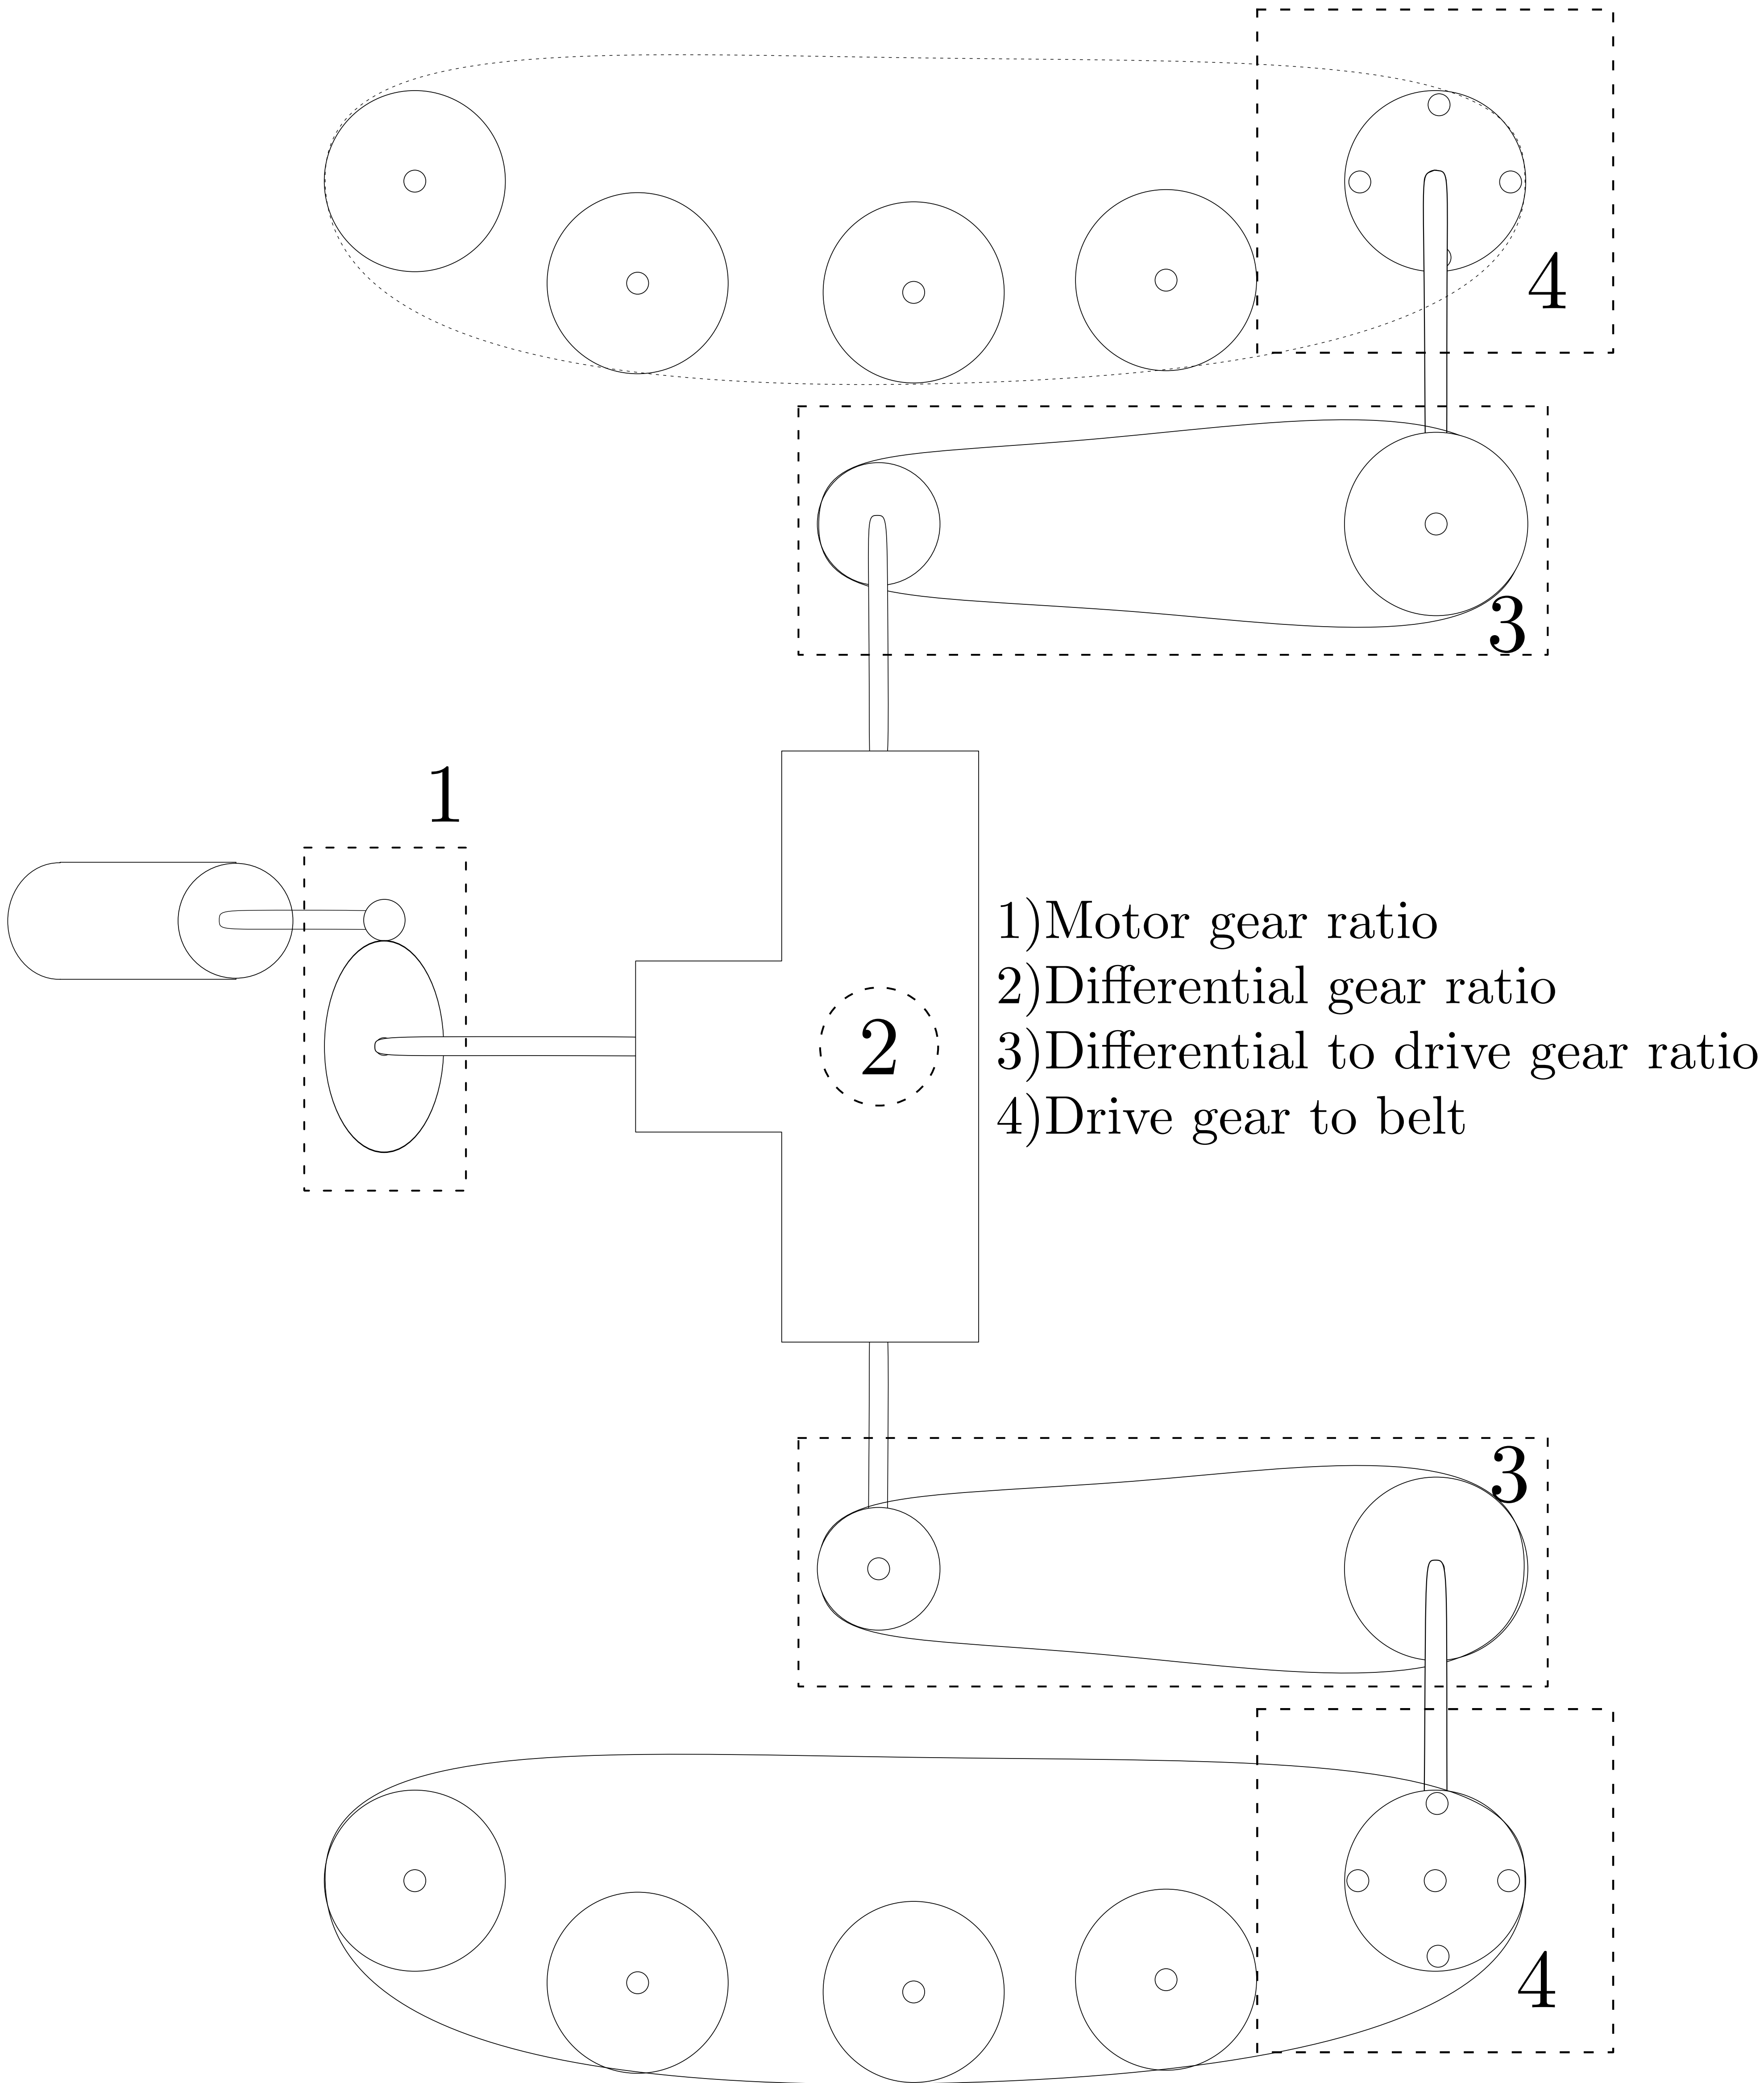 4
3
1
1)Motor gear ratio
2)Differential gear ratio
2
3)Differential to drive gear ratio
4)Drive gear to belt
3
4